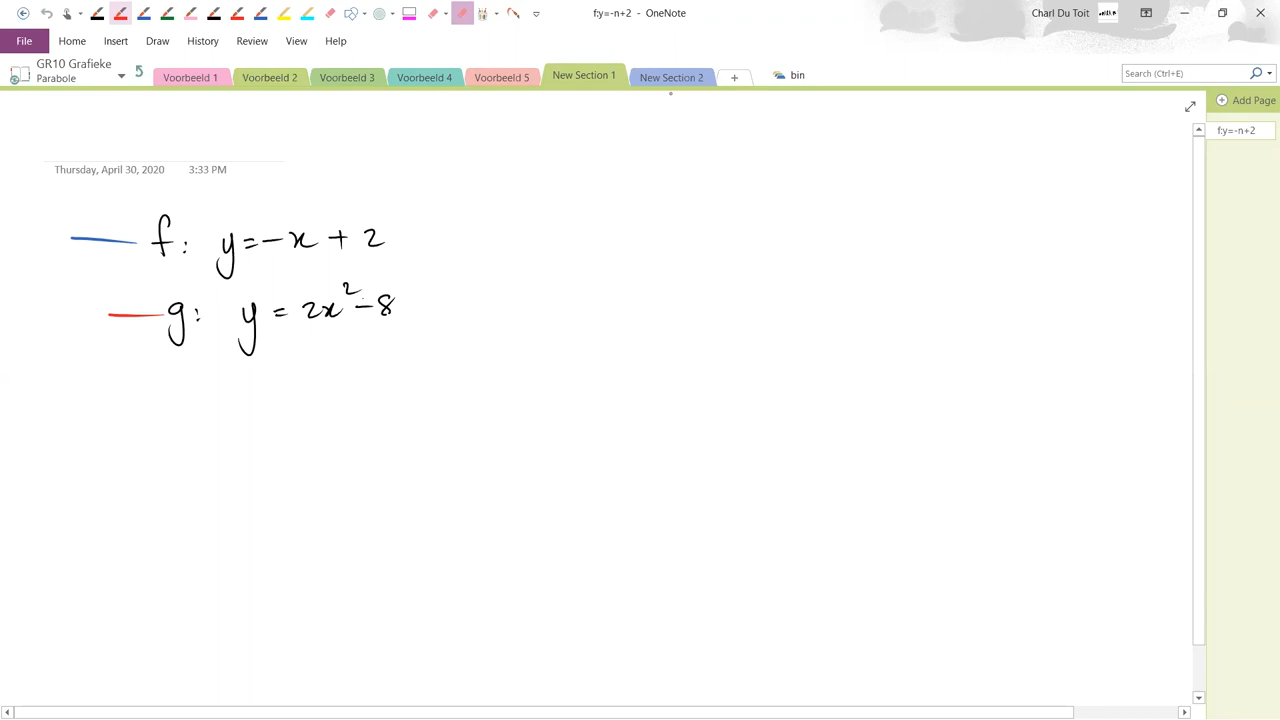 f:y=-n+2 - OneNote
Charl Du Toit
File Home Insert Draw History Review View Help
GR10 Grafieke
Parabole
Voorbeeld 1 Voorbeeld 2 Voorbeeld 3 Voorbeeld 4 Voorbeeld 5 New Section 1 New Section 2 + bin
Search (Ctrl+E)
Add Page
f:y=-n+2
Thursday, April 30, 2020 3:33 PM
f: y=-x+2
g: y=2x²-8